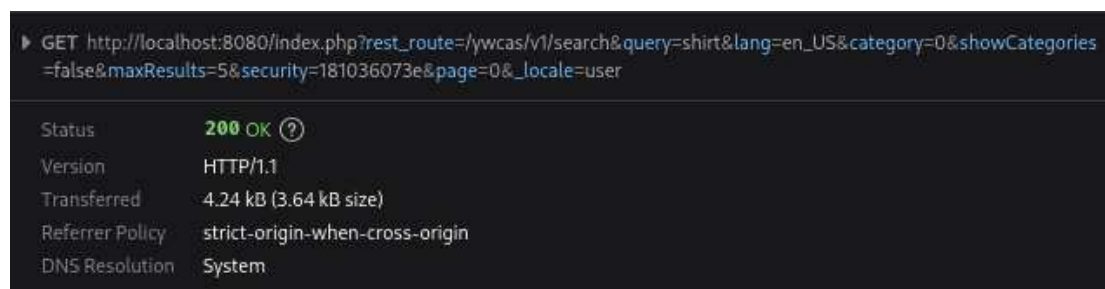 GET http://localhost:8080/index.php?rest_route=/ywcas/v1/search&query=shirt&lang=en_US&category=0&showCategories
=false&maxResults=5&security=181036073e&page=0&_locale=user
Status 200 OK ?
Version HTTP/1.1
Transferred 4.24 kB (3.64 kB size)
Referrer Policy strict-origin-when-cross-origin
DNS Resolution System